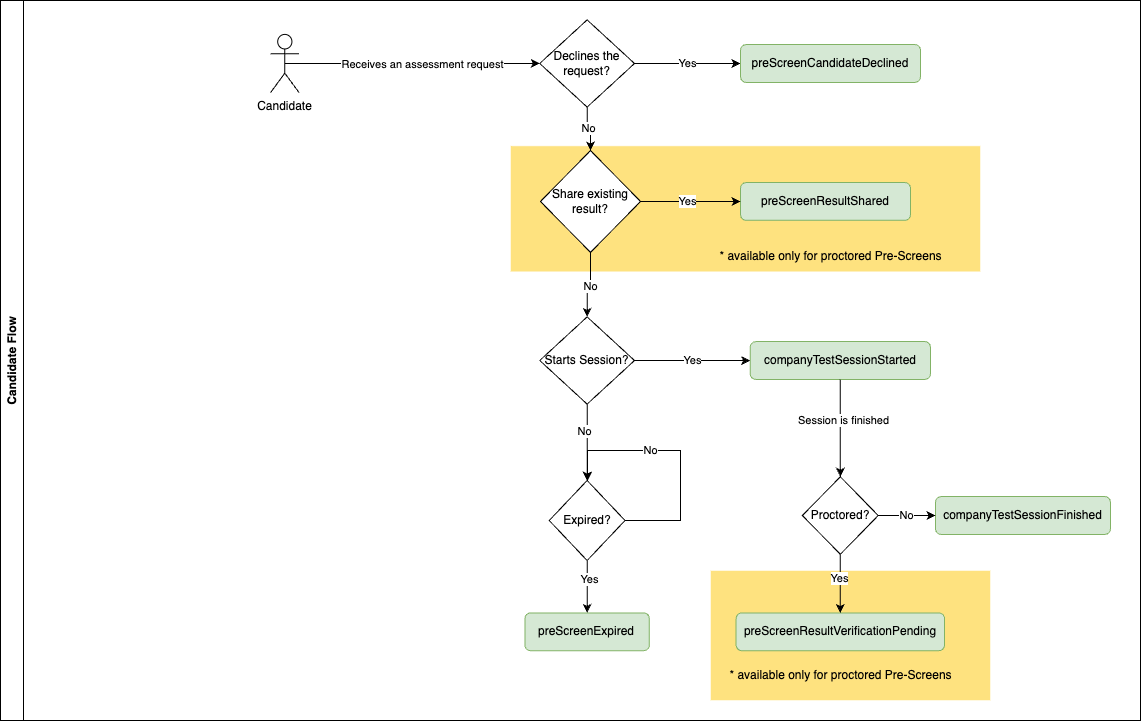 Candidate Flow
Candidate
Receives an assessment request
Declines the
request?
Yes
preScreenCandidateDeclined
No
Share existing
result?
Yes
preScreenResultShared
* available only for proctored Pre-Screens
No
Starts Session?
Yes
companyTestSessionStarted
Session is finished
No
No
Expired?
Proctored?
No
companyTestSessionFinished
Yes
Yes
preScreenExpired
preScreenResultVerificationPending
* available only for proctored Pre-Screens